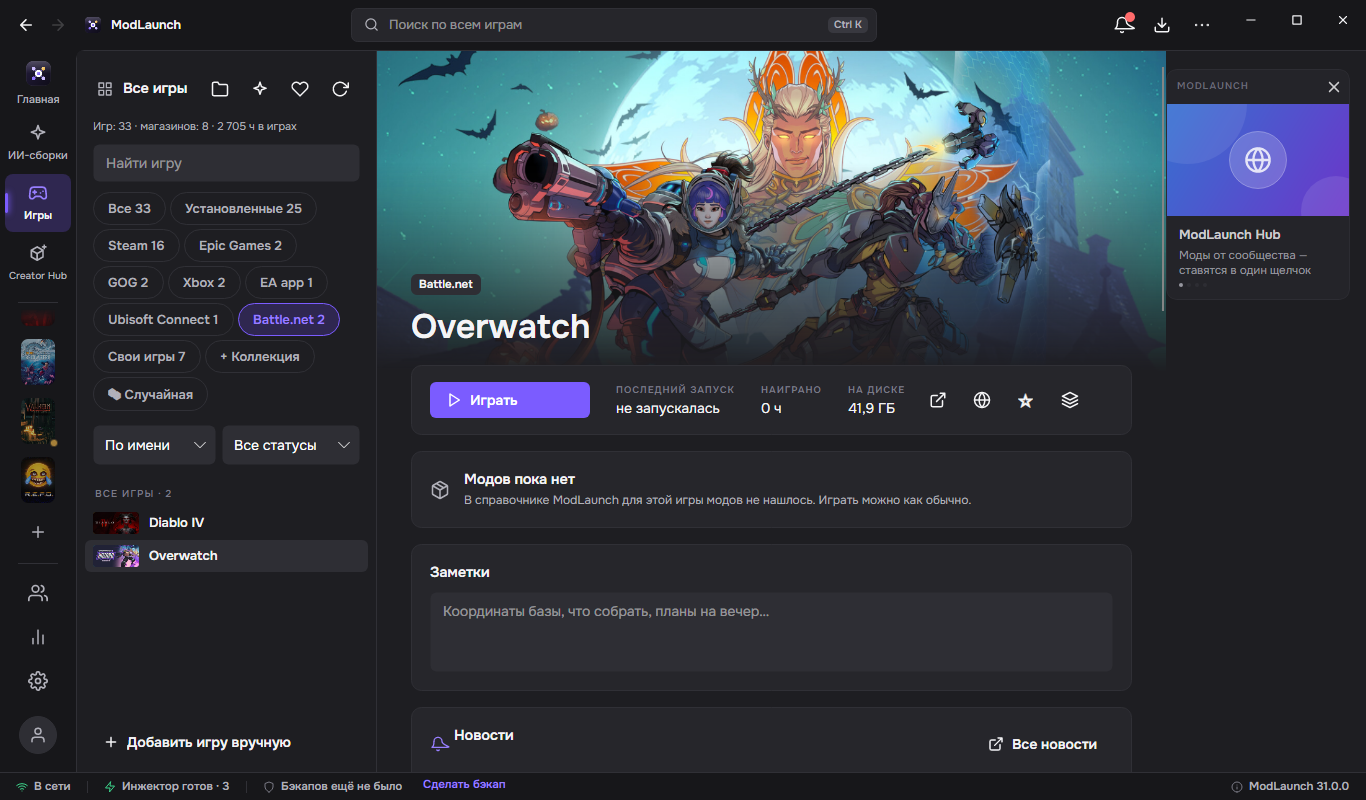 ModLaunch
Поиск по всем играм
Ctrl K
Главная
ИИ-сборки
Игры
Creator Hub
Все игры
Игр: 33 · магазинов: 8 · 2 705 ч в играх
Найти игру
Все 33
Установленные 25
Steam 16
Epic Games 2
GOG 2
Xbox 2
EA app 1
Ubisoft Connect 1
Battle.net 2
Свои игры 7
+ Коллекция
Случайная
По имени
Все статусы
ВСЕ ИГРЫ · 2
Diablo IV
Overwatch
Добавить игру вручную
Battle.net
Overwatch
Играть
ПОСЛЕДНИЙ ЗАПУСК
не запускалась
НАИГРАНО
0 ч
НА ДИСКЕ
41,9 ГБ
Модов пока нет
В справочнике ModLaunch для этой игры модов не нашлось. Играть можно как обычно.
Заметки
Координаты базы, что собрать, планы на вечер...
Новости
Все новости
MODLAUNCH
ModLaunch Hub
Моды от сообщества —
ставятся в один щелчок
В сети
Инжектор готов · 3
Бэкапов ещё не было
Сделать бэкап
ModLaunch 31.0.0